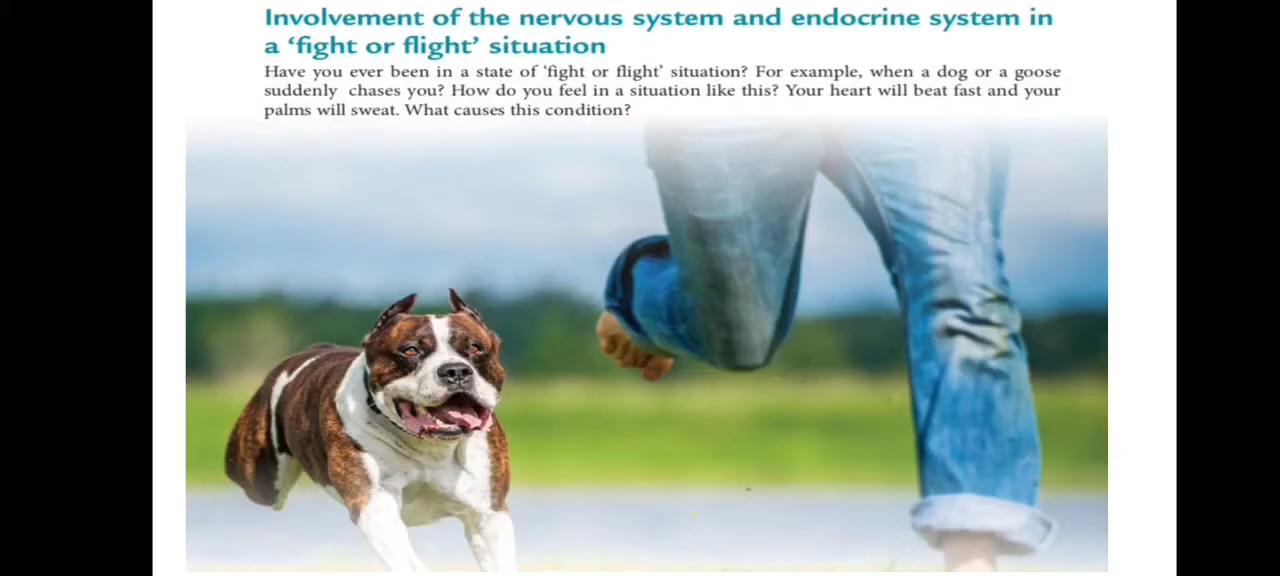 Involvement of the nervous system and endocrine system in
a ‘fight or flight’ situation
Have you ever been in a state of ‘fight or flight’ situation? For example, when a dog or a goose
suddenly chases you? How do you feel in a situation like this? Your heart will beat fast and your
palms will sweat. What causes this condition?